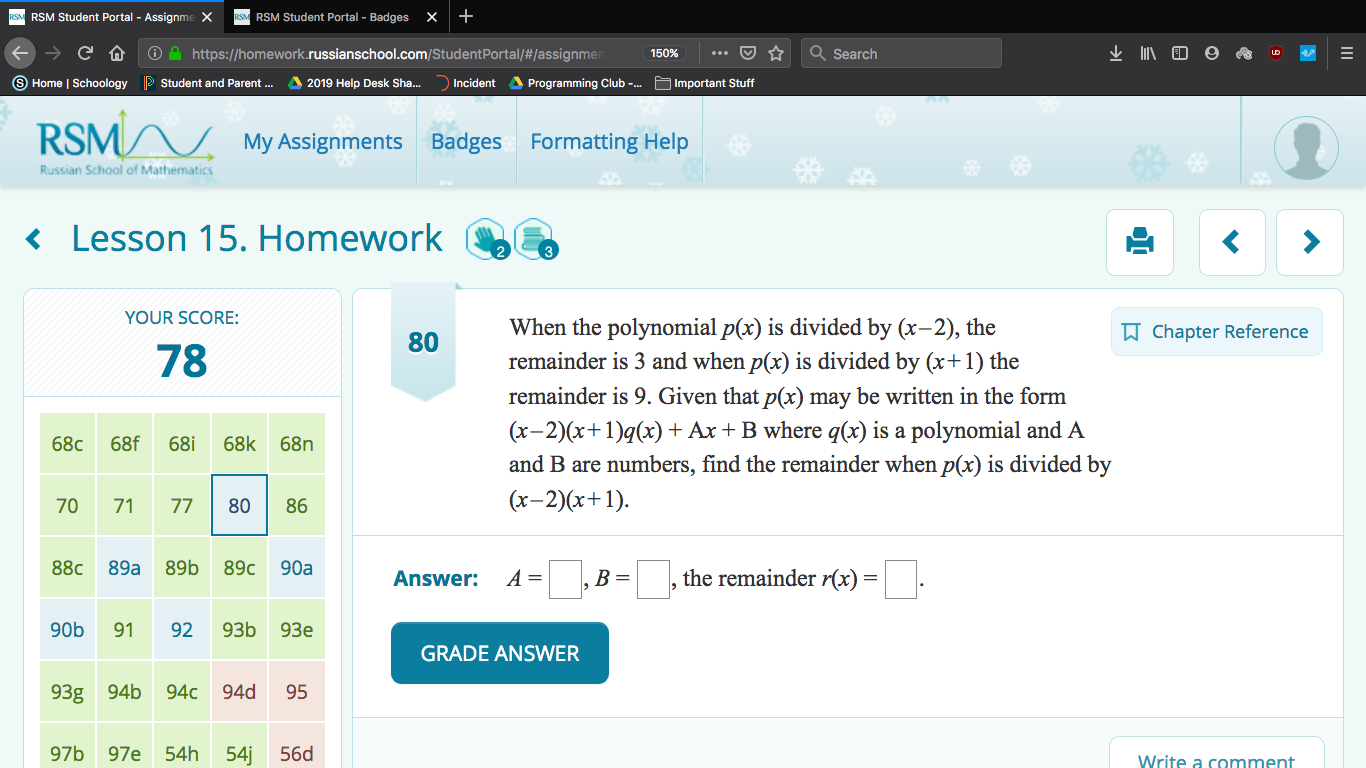 RSM Student Portal - Assignme
RSM Student Portal - Badges
https://homework.russianschool.com/StudentPortal/#/assignmen
150%
Search
Home | Schoology
Student and Parent ...
2019 Help Desk Sha...
Incident
Programming Club -...
Important Stuff
RSM
Russian School of Mathematics
My Assignments
Badges
Formatting Help
Lesson 15. Homework
2
3
YOUR SCORE:
78
68c 68f 68i 68k 68n
70 71 77 80 86
88c 89a 89b 89c 90a
90b 91 92 93b 93e
93g 94b 94c 94d 95
97b 97e 54h 54j 56d
80
When the polynomial p(x) is divided by (x−2), the
remainder is 3 and when p(x) is divided by (x+1) the
remainder is 9. Given that p(x) may be written in the form
(x−2)(x+1)q(x) + Ax + B where q(x) is a polynomial and A
and B are numbers, find the remainder when p(x) is divided by
(x−2)(x+1).
Chapter Reference
Answer: A = , B = , the remainder r(x) = .
GRADE ANSWER
Write a comment